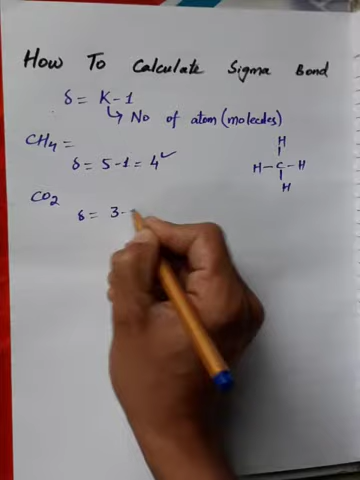 How To Calculate Sigma Bond
δ = K-1
↳ No of atom (molecules)
CH4 =
δ = 5-1 = 4 ✓
H
H-C-H
H
CO2
δ = 3-